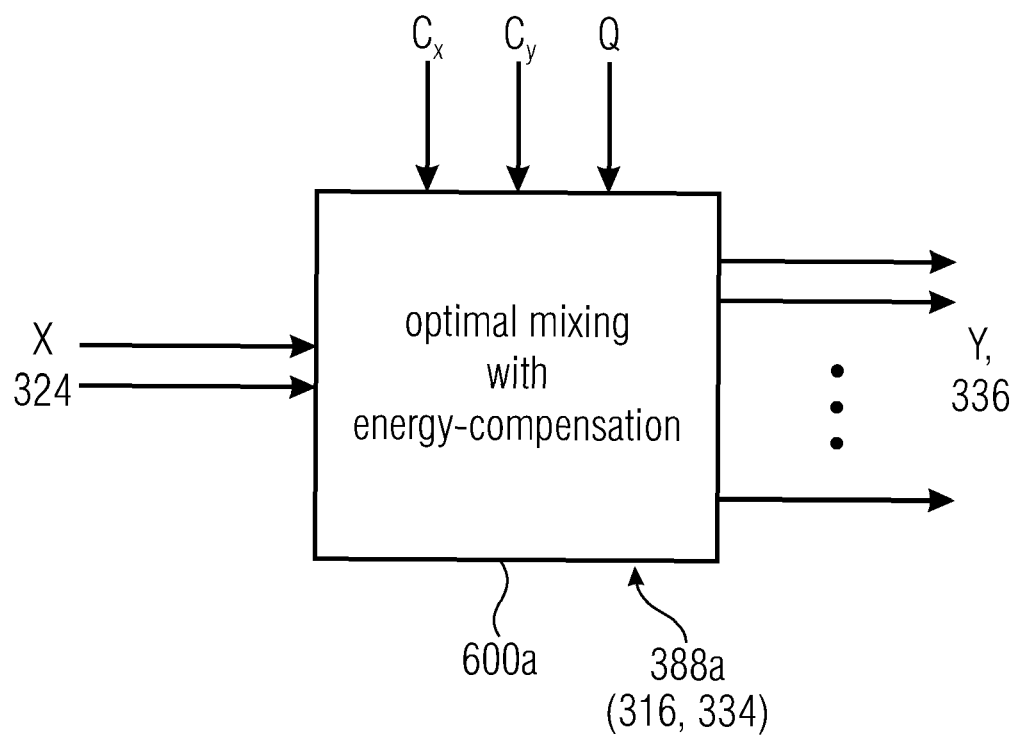 Cx Cy Q
optimal mixing
with
energy-compensation
X
324
Y,
336
600a
388a
(316, 334)